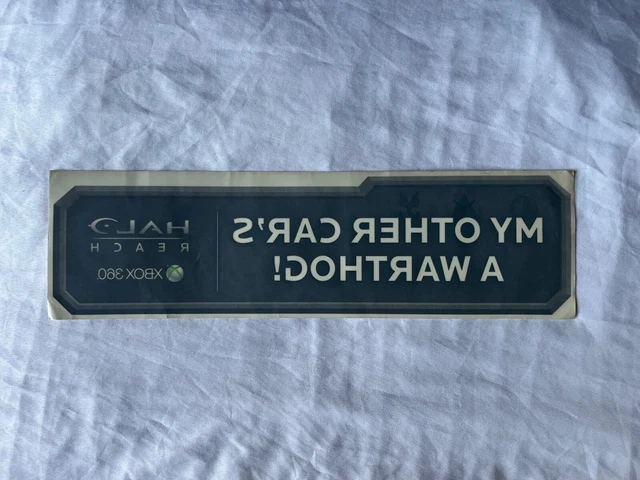 MY OTHER CAR'S
A WARTHOG!
HALO
REACH
XBOX 360